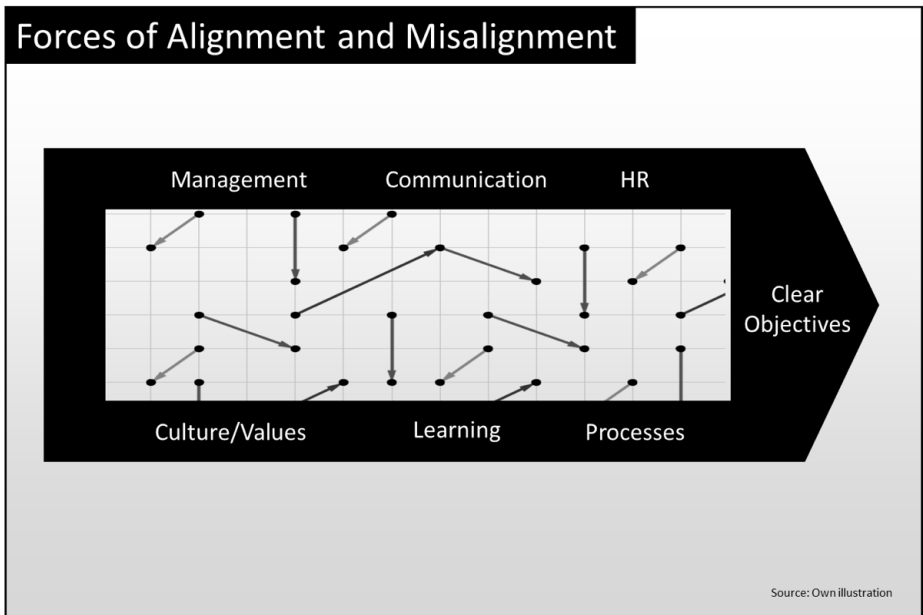 Forces of Alignment and Misalignment
Management Communication HR
Clear
Objectives
Culture/Values Learning Processes
Source: Own illustration